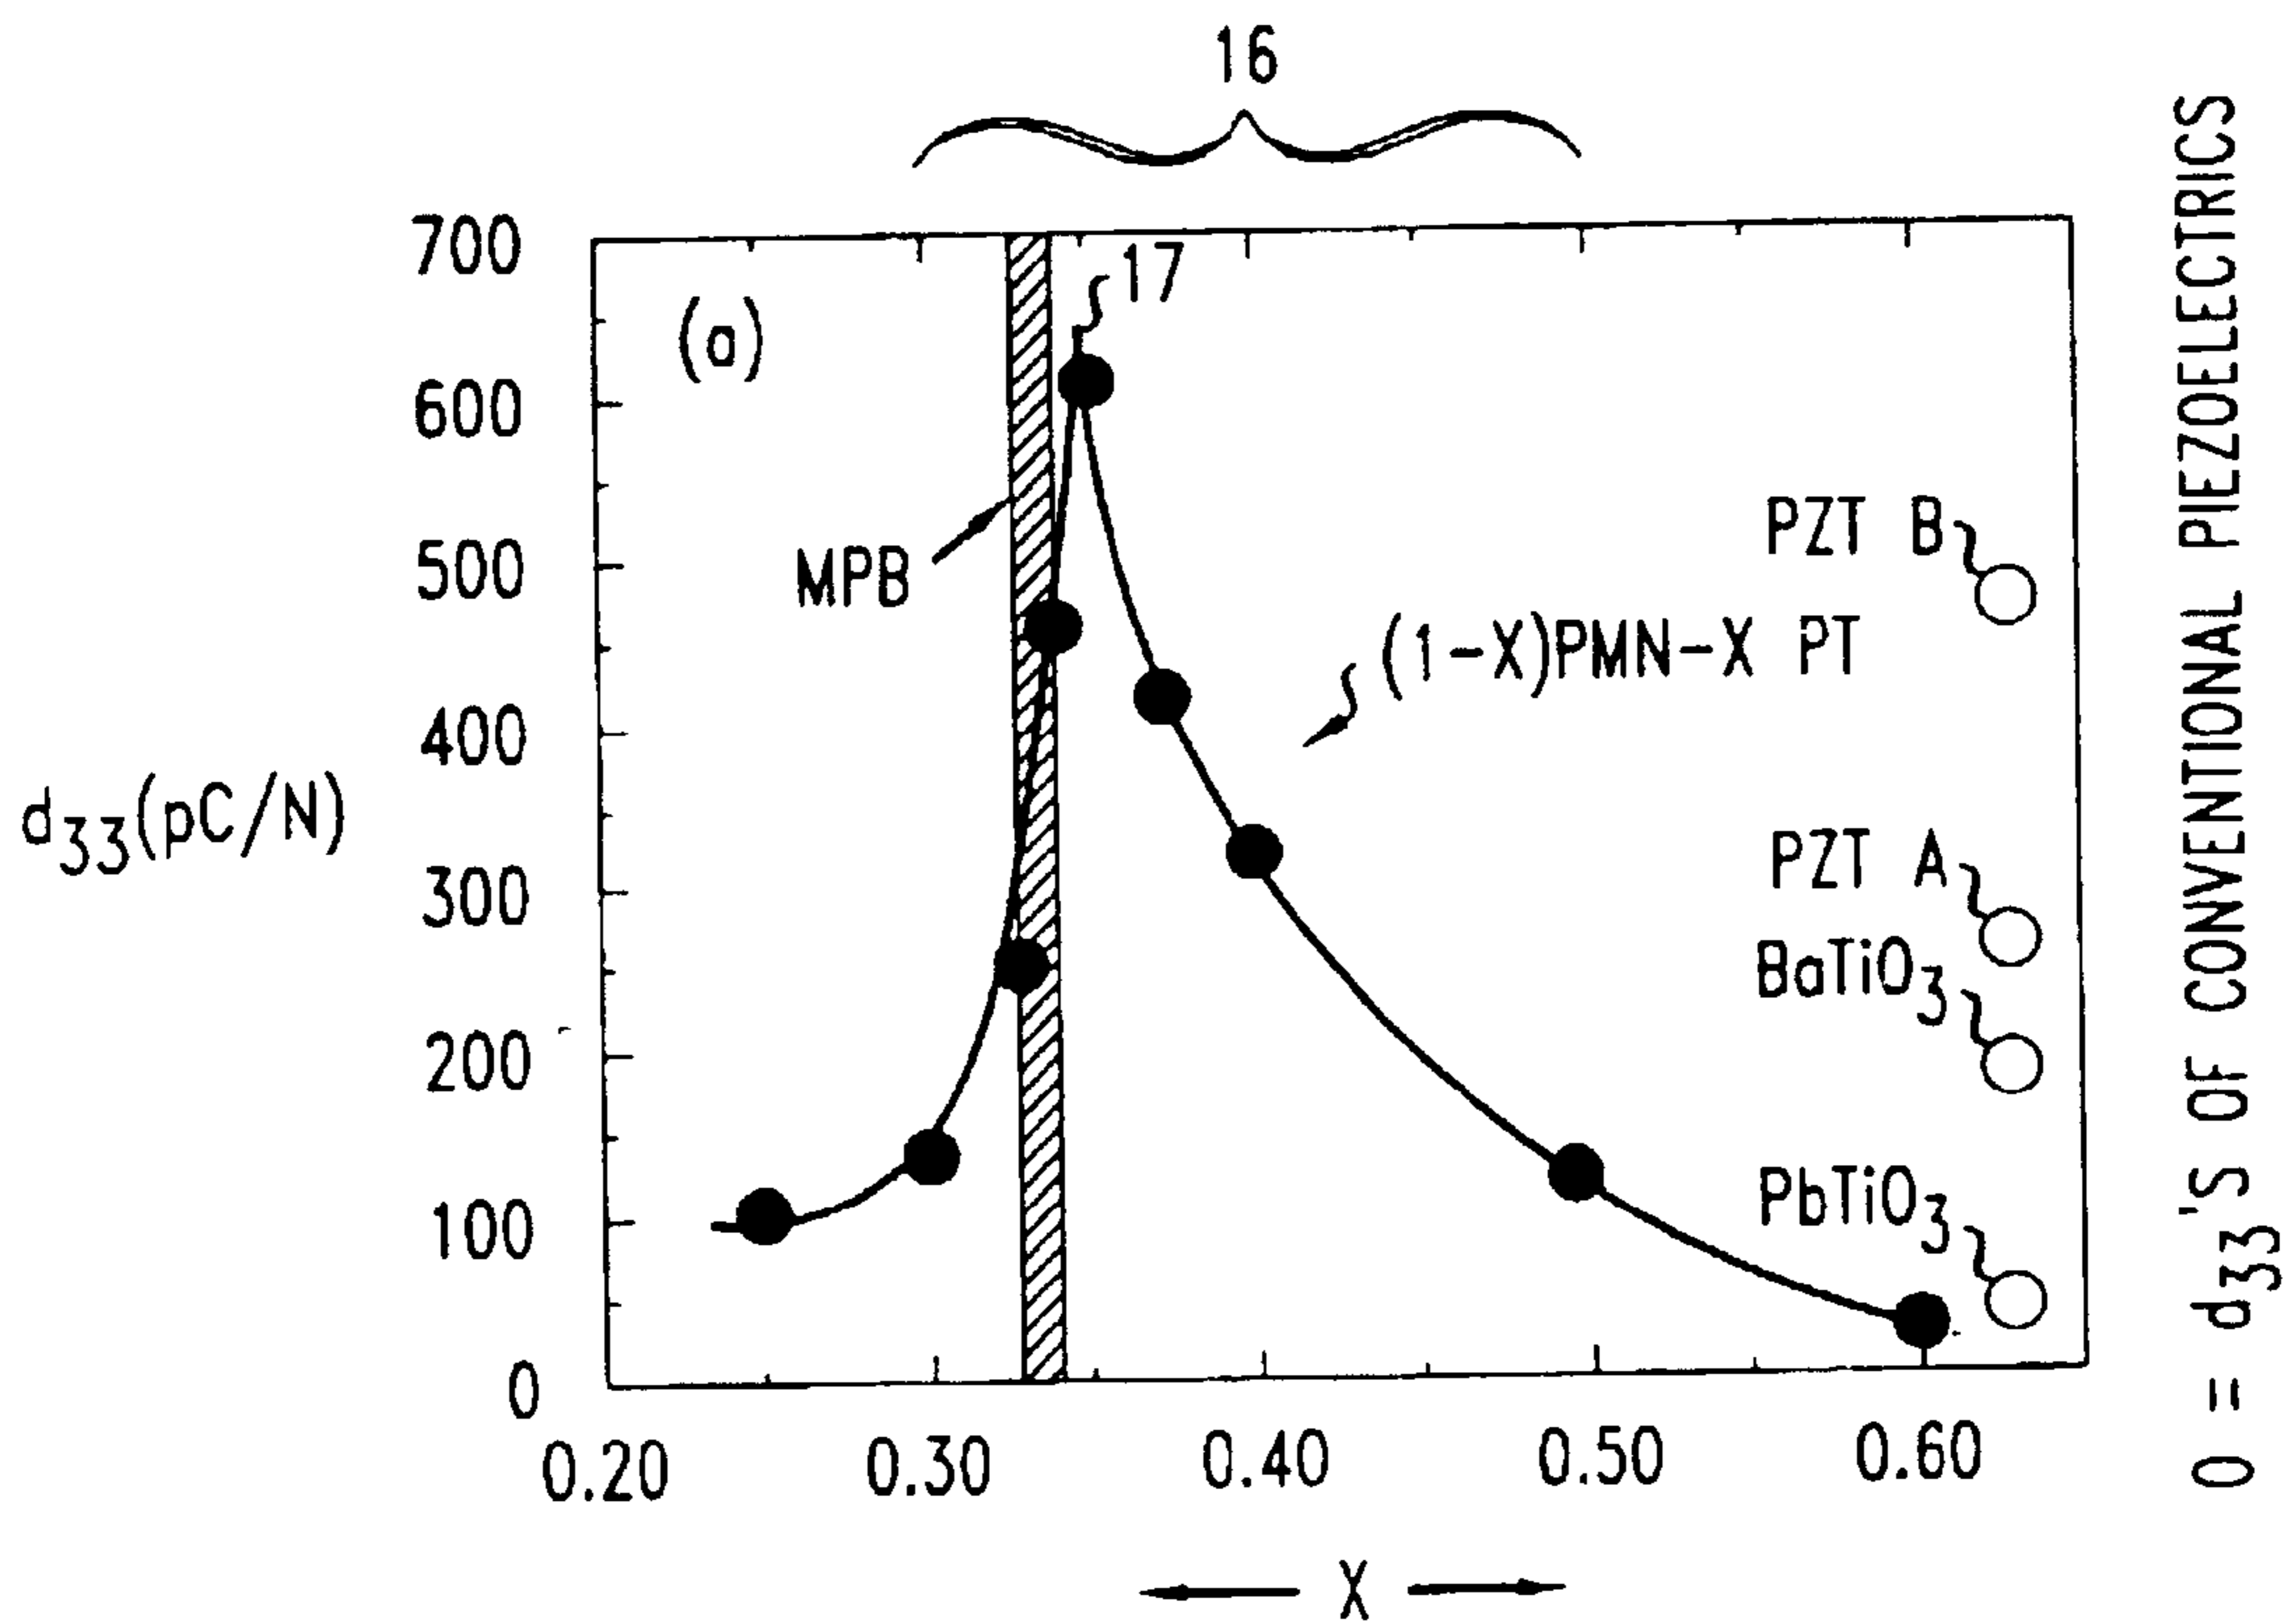 16
700
(a)
17
600
500
MPB
PZT B
(1-X)PMN-X PT
400
d33(pC/N)
300
PZT A
BaTiO3
200
PbTiO3
100
0
0.20 0.30 0.40 0.50 0.60
X
O = d33'S OF CONVENTIONAL PIEZOELECTRICS